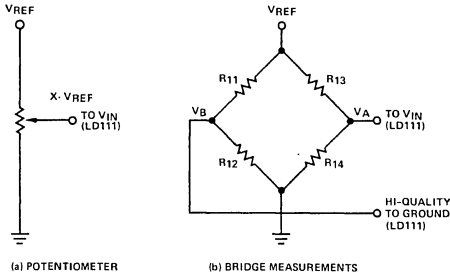 VREF
X· VREF
TO VIN
(LD111)
(a) POTENTIOMETER
VREF
R11
R13
VB
VA
TO VIN
(LD111)
R12
R14
HI-QUALITY
TO GROUND
(LD111)
(b) BRIDGE MEASUREMENTS